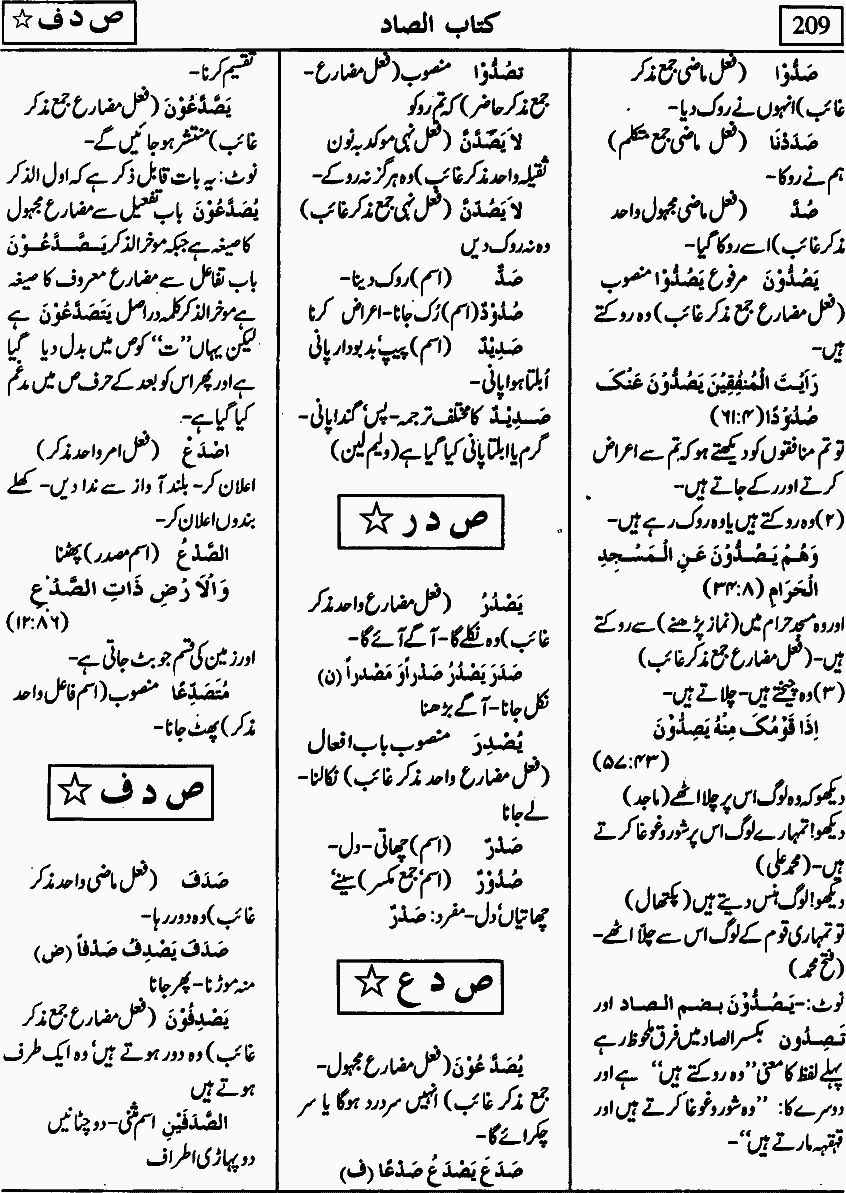 209
کتاب الصاد
ص د ف ☆
صَدُّوْا (فعل ماضی جمع مذکر
غائب) انہوں نے روک دیا۔
صَدَدْنَا (فعل ماضی جمع متکلم)
ہم نے روکا۔
صُدَّ (فعل ماضی مجہول واحد
مذکر غائب) اسے روکا گیا۔
یَصُدُّوْنَ مرفوع یَصُدُّوْا منصوب
(فعل مضارع جمع مذکر غائب) وہ روکتے
ہیں۔
رَاَیْتَ الْمُنٰفِقِیْنَ یَصُدُّوْنَ عَنْکَ
صُدُوْدًا (۶۱:۴)
تو تم منافقوں کو دیکھتے ہو کہ تم سے اعراض
کرتے اور رکے جاتے ہیں۔
(۲) وہ روکتے ہیں یا وہ روک رہے ہیں۔
وَهُمْ یَصُدُّوْنَ عَنِ الْمَسْجِدِ
الْحَرَامِ (۳۴:۸)
اور وہ مسجد حرام میں (نماز پڑھنے) سے روکتے
ہیں۔ (فعل مضارع جمع مذکر غائب)
(۳) وہ چیختے ہیں۔ چلاتے ہیں۔
اِذَا قَوْمُکَ مِنْهُ یَصِدُّوْنَ
(۵۷:۴۳)
دیکھو کہ وہ لوگ اس پر چلا اٹھے (ماجد)
دیکھو! تمہارے لوگ اس پر شور و غوغا کرتے
ہیں۔ (محمد علی)
دیکھو! لوگ ہنس دیتے ہیں (پکتھال)
تو تمہاری قوم کے لوگ اس سے چلّا اٹھے۔
(فتح محمد)
نوٹ:۔ یَصُدُّوْنَ بضم الصاد اور
تَصِدُّون بکسر الصاد میں فرق ملحوظ رہے
پہلے لفظ کا معنی "وہ روکتے ہیں" ہے اور
دوسرے کا: "وہ شور و غوغا کرتے ہیں اور
قہقہہ مارتے ہیں"۔
تَصُدُّوْا منصوب (فعل مضارع۔
جمع مذکر حاضر) کہ تم روکو
لاَ یَصُدَّنَّ (فعل نہی موکد بہ نون
ثقیلہ واحد مذکر غائب) وہ ہرگز نہ روکے۔
لاَ یَصُدُّنَّ (فعل نہی جمع مذکر غائب)
وہ نہ روک دیں
صَدٌّ (اسم) روک دینا۔
صُدُوْدٌ (اسم) رُک جانا۔ اعراض کرنا
صَدِیْدٌ (اسم) پیپ، بدبودار پانی
اُبلتا ہوا پانی۔
صَدِیْدٌ کا مختلف ترجمہ۔ پس، گندا پانی۔
گرم یا ابلتا پانی کیا گیا ہے (ولیم لین)
ص د ر ☆
یَصْدُرُ (فعل مضارع واحد مذکر
غائب) وہ نکلے گا۔ آگے آئے گا۔
صَدَرَ یَصْدُرُ صَدْراً وَ مَصْدراً (ن)
نکل جانا۔ آگے بڑھنا
یُصْدِرَ منصوب باب افعال
(فعل مضارع واحد مذکر غائب) نکالنا۔
لے جانا
صَدْرٌ (اسم) چھاتی۔ دل۔
صُدُوْرٌ (اسم، جمع مکسر) سینے،
چھاتیاں، دل۔ مفرد: صَدْرٌ
ص د ع ☆
یُصَدَّعُوْنَ (فعل مضارع مجہول۔
جمع مذکر غائب) انہیں سردرد ہوگا یا سر
چکرائے گا۔
صَدَعَ یَصْدَعُ صَدْعًا (ف)
تقسیم کرنا۔
یَصَّدَّعُوْنَ (فعل مضارع جمع مذکر
غائب) منتشر ہو جائیں گے۔
نوٹ: یہ بات قابل ذکر ہے کہ اول الذکر
یُصَدَّعُوْنَ باب تفعیل سے مضارع مجہول
کا صیغہ ہے جبکہ موخر الذکر یَصَّدَّعُوْنَ
باب تفاعل سے مضارع معروف کا صیغہ
ہے موخر الذکر کلمہ دراصل یَتَصَدَّعُوْنَ ہے
لیکن یہاں "ت" کو ص میں بدل دیا گیا
ہے اور پھر اس کو بعد کے حرف ص میں مدغم
کیا گیا ہے۔
اصْدَعْ (فعل امر واحد مذکر)
اعلان کر۔ بلند آواز سے ندا دیں۔ کھلے
بندوں اعلان کر۔
الصَّدْعُ (اسم مصدر) پھٹنا
وَالْاَرْضِ ذَاتِ الصَّدْعِ
(۱۲:۸۶)
اور زمین کی قسم جو پھٹ جاتی ہے۔
مُتَصَدِّعًا منصوب (اسم فاعل واحد
مذکر) پھٹ جانا۔
ص د ف ☆
صَدَفَ (فعل ماضی واحد مذکر
غائب) وہ دور رہا۔
صَدَفَ یَصْدِفُ صَدْفاً (ض)
منہ موڑنا۔ پھر جانا
یَصْدِفُوْنَ (فعل مضارع جمع مذکر
غائب) وہ دور ہوتے ہیں، وہ ایک طرف
ہوتے ہیں
الصَّدَفَیْنِ اسم تثنی۔ دو چٹانیں
دو پہاڑی اطراف